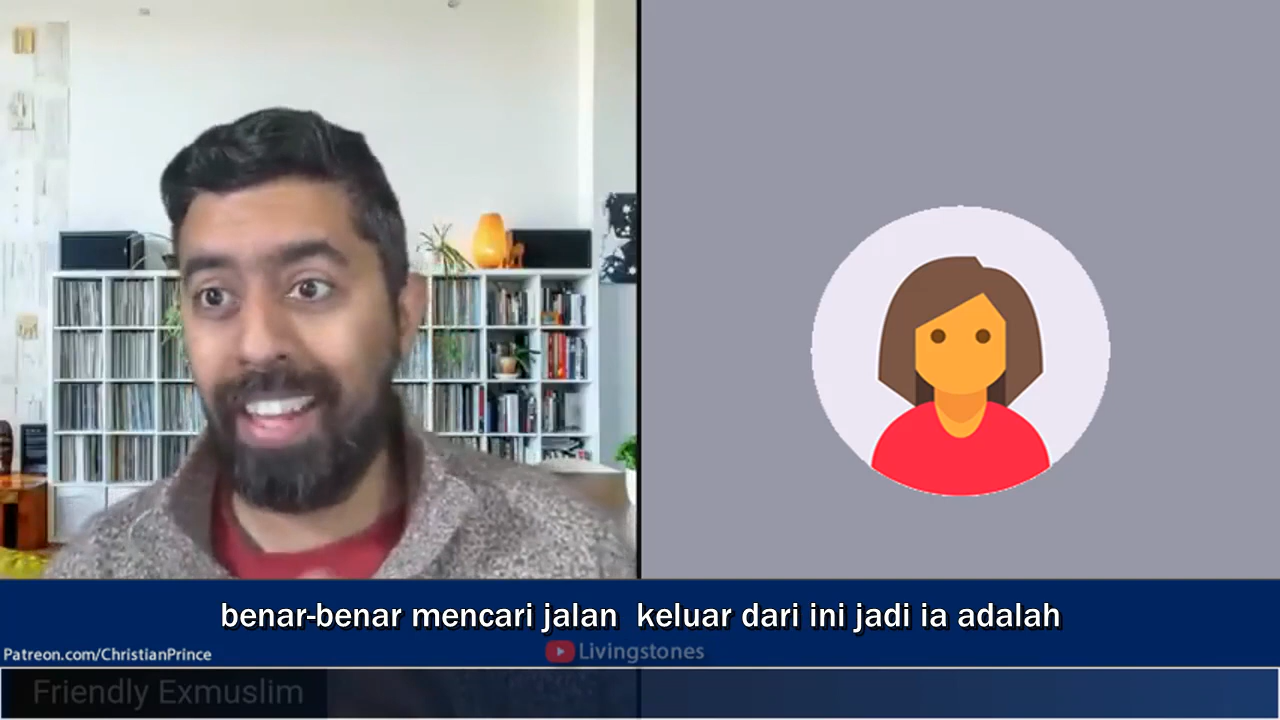 benar-benar mencari jalan  keluar dari ini jadi ia adalah
Patreon.com/ChristianPrince
Livingstones
Friendly Exmuslim